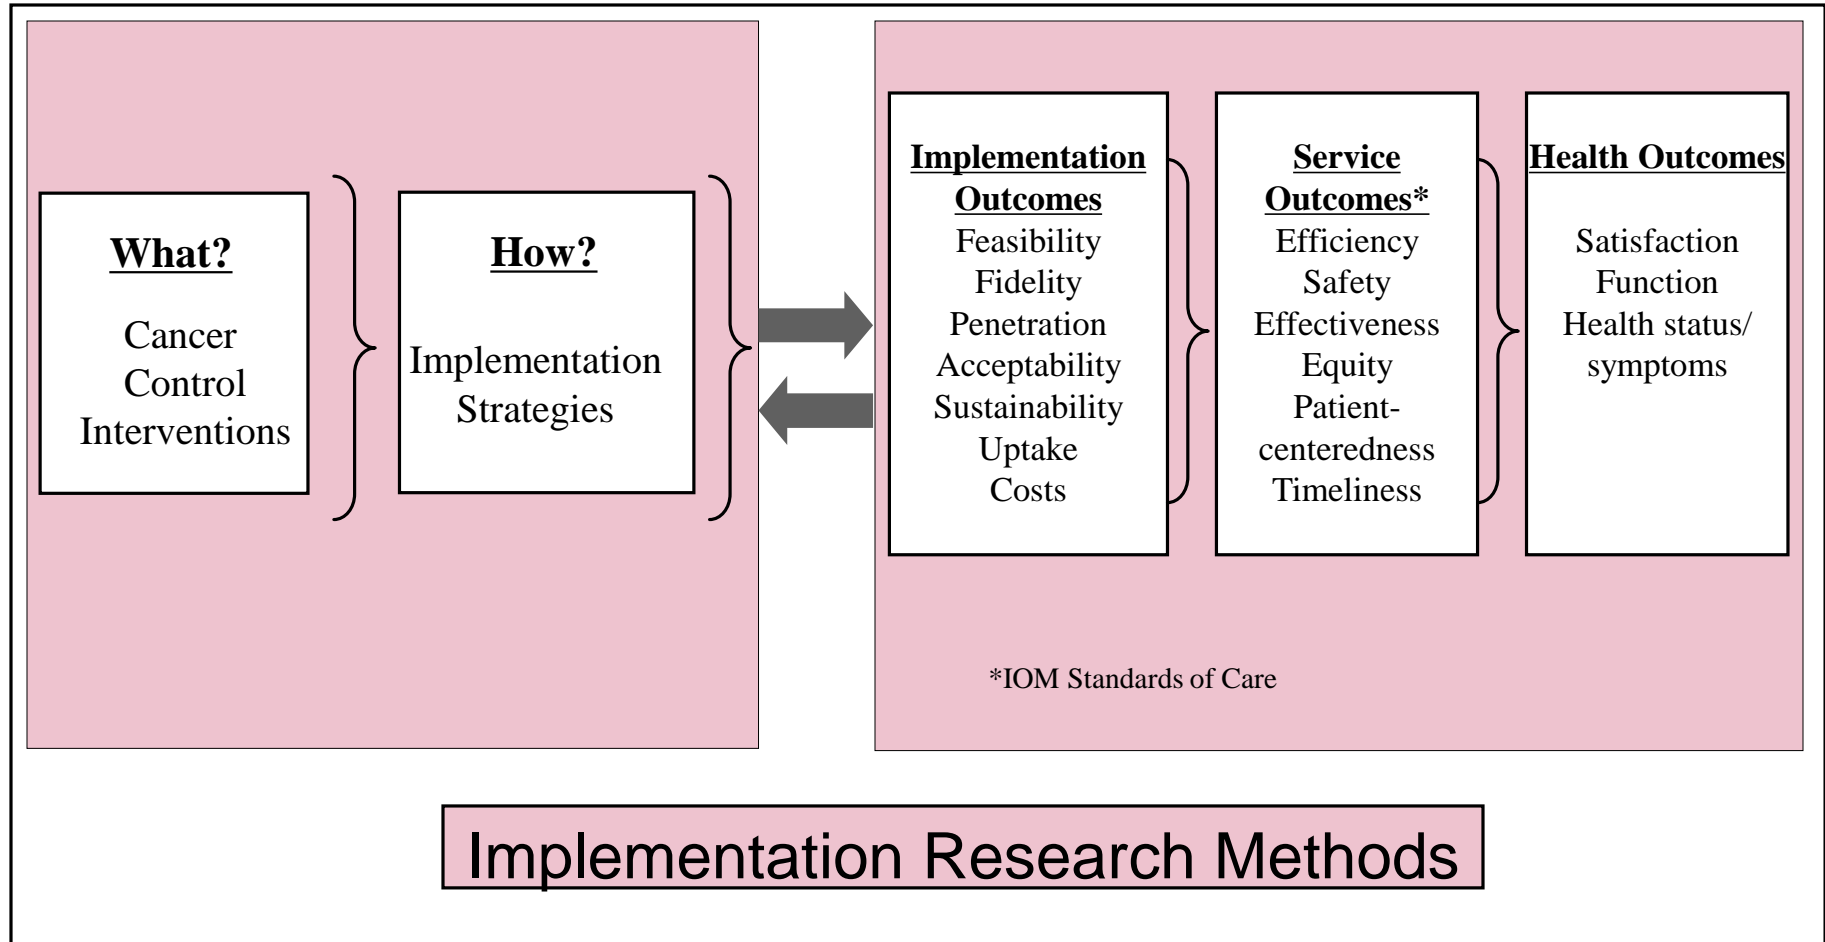 What?
Cancer
Control
Interventions
How?
Implementation
Strategies
Implementation
Outcomes
Feasibility
Fidelity
Penetration
Acceptability
Sustainability
Uptake
Costs
Service
Outcomes*
Efficiency
Safety
Effectiveness
Equity
Patient-
centeredness
Timeliness
Health Outcomes
Satisfaction
Function
Health status/
symptoms
*IOM Standards of Care
Implementation Research Methods